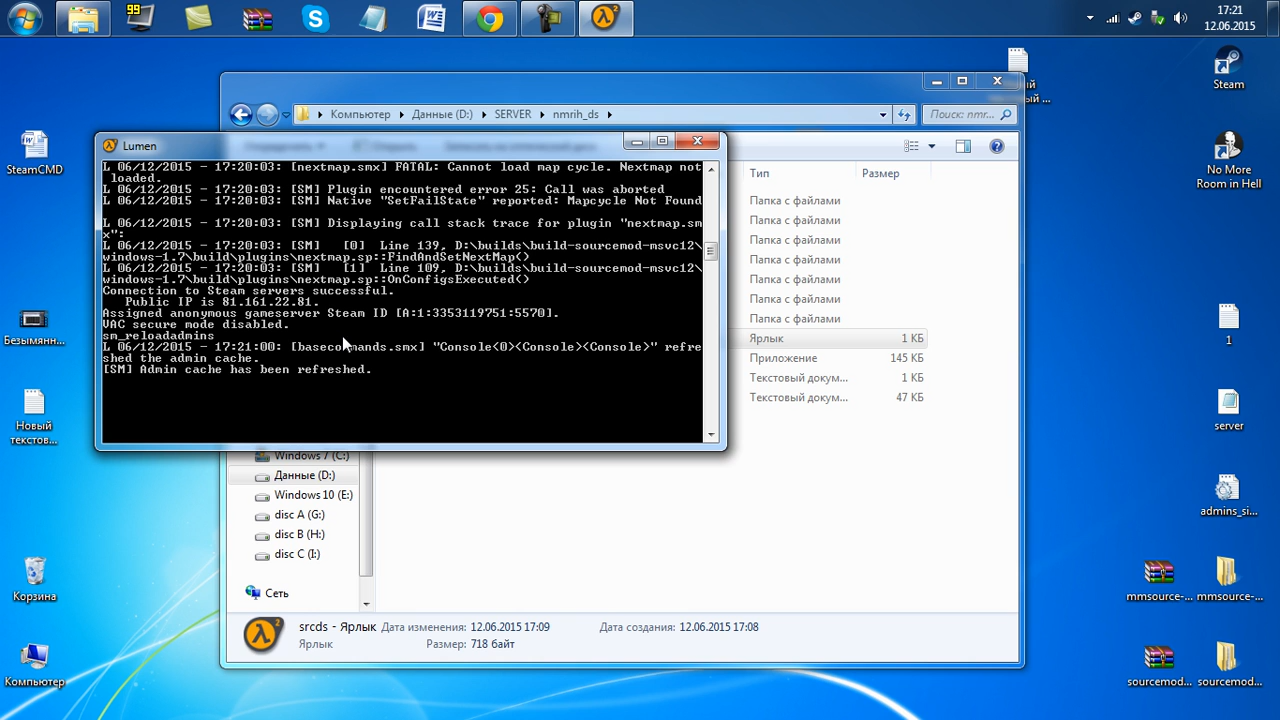 99
17:21
12.06.2015
Компьютер
Данные (D:)
SERVER
nmrih_ds
Поиск: nmr...
Lumen
L 06/12/2015 - 17:20:03: [nextmap.smx] FATAL: Cannot load map cycle. Nextmap not
loaded.
L 06/12/2015 - 17:20:03: [SM] Plugin encountered error 25: Call was aborted
L 06/12/2015 - 17:20:03: [SM] Native "SetFailState" reported: Mapcycle Not Found
L 06/12/2015 - 17:20:03: [SM] Displaying call stack trace for plugin "nextmap.sm
x":
L 06/12/2015 - 17:20:03: [SM]   [0]  Line 139, D:\builds\build-sourcemod-msvc12\
windows-1.7\build\plugins\nextmap.sp::FindAndSetNextMap()
L 06/12/2015 - 17:20:03: [SM]   [1]  Line 109, D:\builds\build-sourcemod-msvc12\
windows-1.7\build\plugins\nextmap.sp::OnConfigsExecuted()
Connection to Steam servers successful.
Public IP is 81.161.22.81.
Assigned anonymous gameserver Steam ID [A:1:3353119751:5570].
VAC secure mode disabled.
sm_reloadadmins
L 06/12/2015 - 17:21:00: [basecommands.smx] "Console<0><Console><Console>" refre
shed the admin cache.
[SM] Admin cache has been refreshed.
Тип
Размер
Папка с файлами
Папка с файлами
Папка с файлами
Папка с файлами
Папка с файлами
Папка с файлами
Папка с файлами
Ярлык
1 КБ
Приложение
145 КБ
Текстовый докум...
1 КБ
Текстовый докум...
47 КБ
Windows 7 (C:)
Данные (D:)
Windows 10 (E:)
disc A (G:)
disc B (H:)
disc C (I:)
Сеть
srcds - Ярлык
Дата изменения: 12.06.2015 17:09
Дата создания: 12.06.2015 17:08
Ярлык
Размер: 718 байт
SteamCMD
Безымянн...
Новый
текстов...
Корзина
Компьютер
Steam
No More
Room in Hell
1
server
admins_si...
mmsource-...
mmsource-...
sourcemod...
sourcemod...